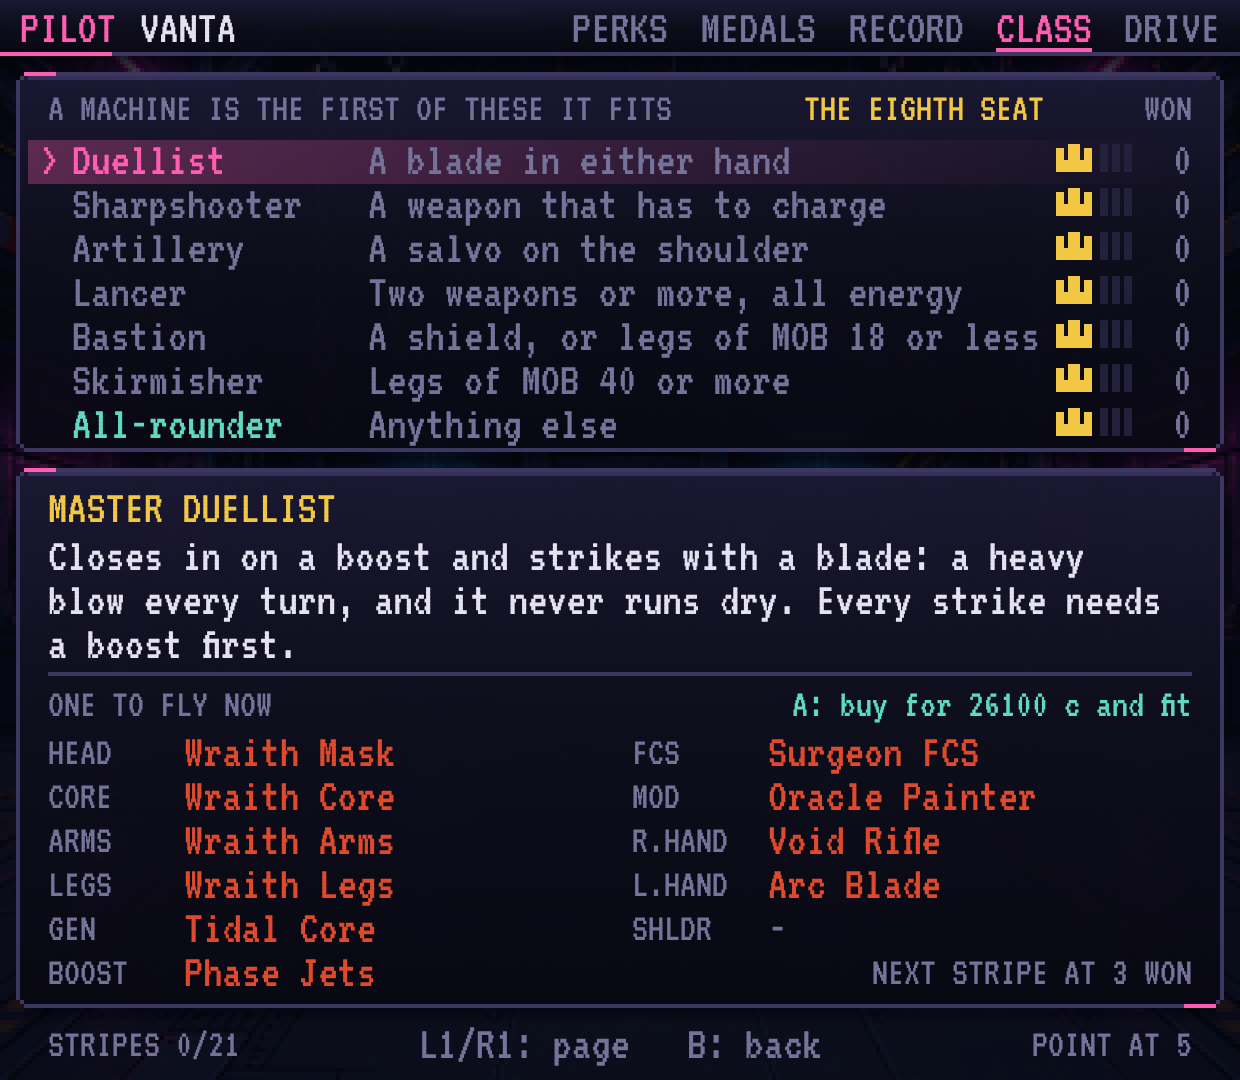 PILOT VANTA PERKS MEDALS RECORD CLASS DRIVE
A MACHINE IS THE FIRST OF THESE IT FITS THE EIGHTH SEAT WON
> Duellist A blade in either hand 0
Sharpshooter A weapon that has to charge 0
Artillery A salvo on the shoulder 0
Lancer Two weapons or more, all energy 0
Bastion A shield, or legs of MOB 18 or less 0
Skirmisher Legs of MOB 40 or more 0
All-rounder Anything else 0
MASTER DUELLIST
Closes in on a boost and strikes with a blade: a heavy
blow every turn, and it never runs dry. Every strike needs
a boost first.
ONE TO FLY NOW A: buy for 26100 c and fit
HEAD Wraith Mask FCS Surgeon FCS
CORE Wraith Core MOD Oracle Painter
ARMS Wraith Arms R.HAND Void Rifle
LEGS Wraith Legs L.HAND Arc Blade
GEN Tidal Core SHLDR -
BOOST Phase Jets NEXT STRIPE AT 3 WON
STRIPES 0/21 L1/R1: page B: back POINT AT 5